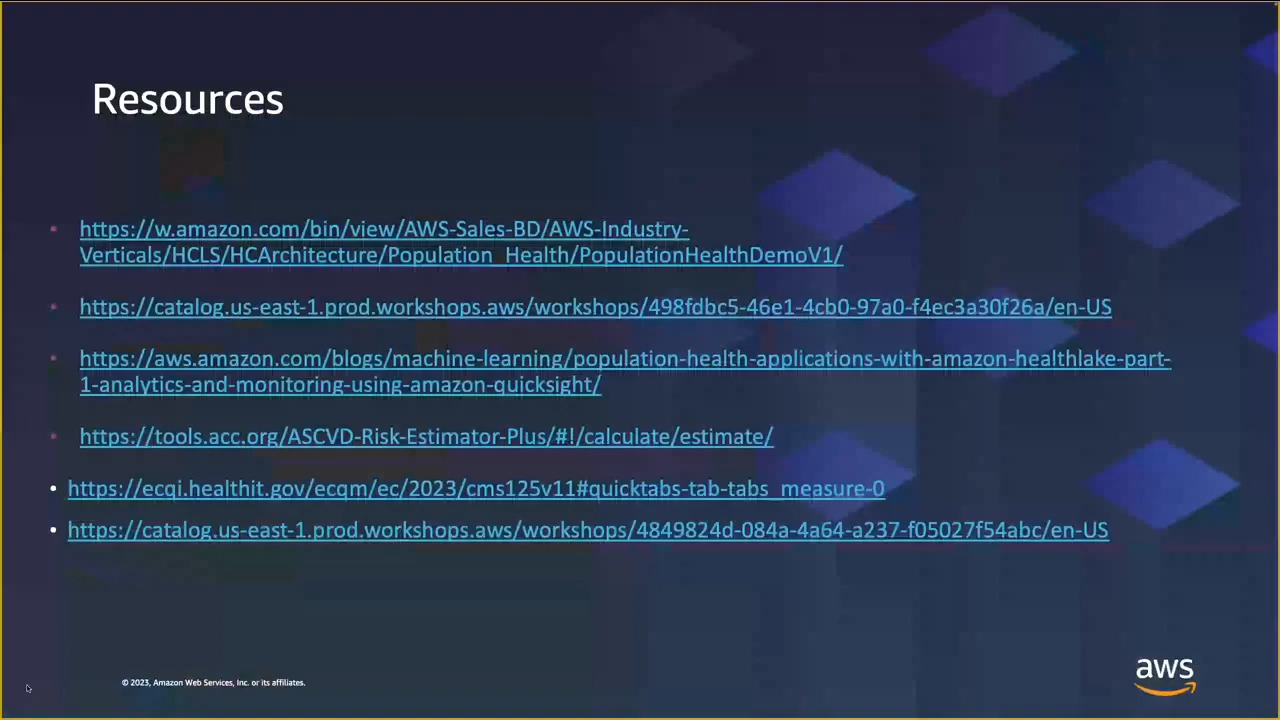 Resources
• https://w.amazon.com/bin/view/AWS-Sales-BD/AWS-Industry-
Verticals/HCLS/HCArchitecture/Population_Health/PopulationHealthDemoV1/
• https://catalog.us-east-1.prod.workshops.aws/workshops/498fdbc5-46e1-4cb0-97a0-f4ec3a30f26a/en-US
• https://aws.amazon.com/blogs/machine-learning/population-health-applications-with-amazon-healthlake-part-
1-analytics-and-monitoring-using-amazon-quicksight/
• https://tools.acc.org/ASCVD-Risk-Estimator-Plus/#!/calculate/estimate/
• https://ecqi.healthit.gov/ecqm/ec/2023/cms125v11#quicktabs-tab-tabs_measure-0
• https://catalog.us-east-1.prod.workshops.aws/workshops/4849824d-084a-4a64-a237-f05027f54abc/en-US
© 2023, Amazon Web Services, Inc. or its affiliates.
aws